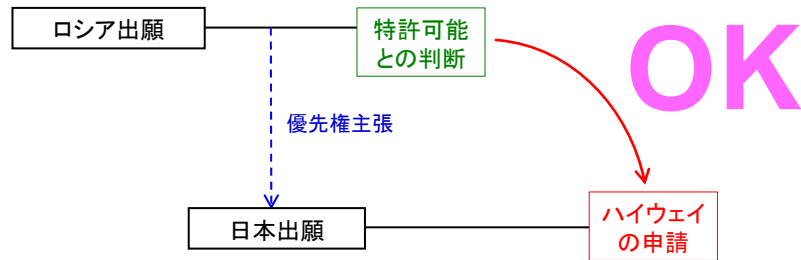 ロシア出願
特許可能
との判断
OK
優先権主張
日本出願
ハイウェイ
の申請